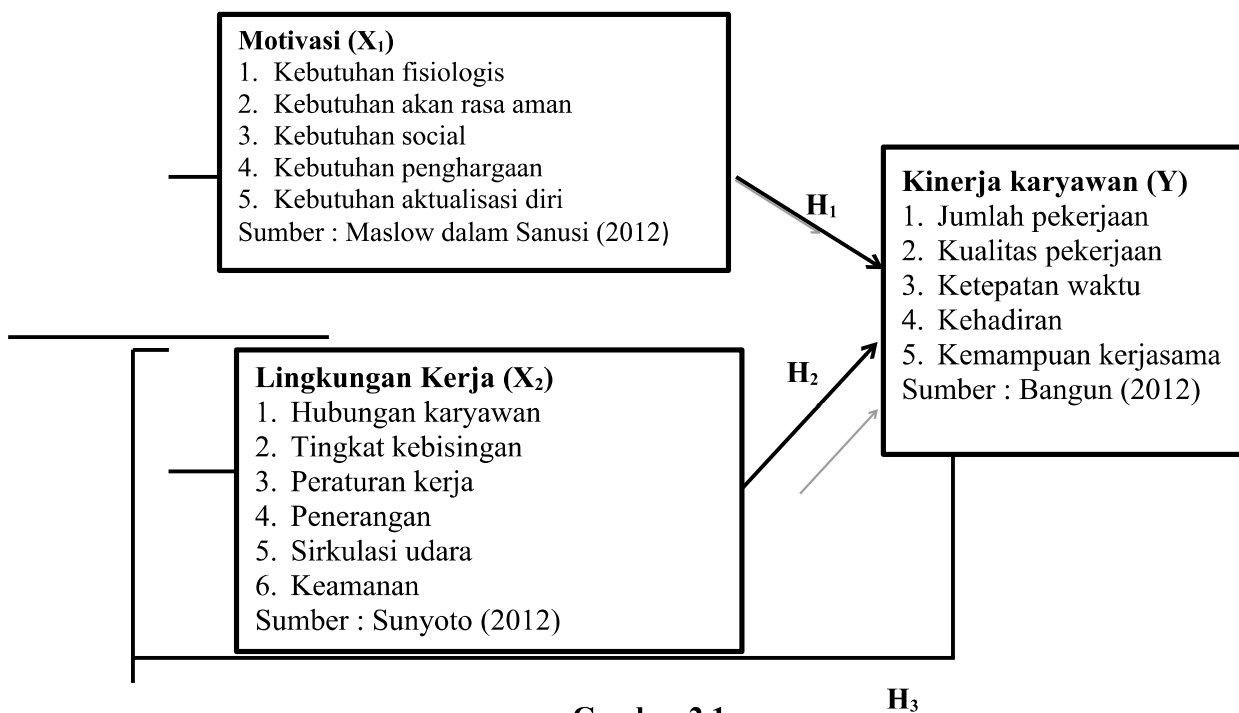 Motivasi (X₁)
1. Kebutuhan fisiologis
2. Kebutuhan akan rasa aman
3. Kebutuhan social
4. Kebutuhan penghargaan
5. Kebutuhan aktualisasi diri
Sumber : Maslow dalam Sanusi (2012)
H₁
Kinerja karyawan (Y)
1. Jumlah pekerjaan
2. Kualitas pekerjaan
3. Ketepatan waktu
4. Kehadiran
5. Kemampuan kerjasama
Sumber : Bangun (2012)
Lingkungan Kerja (X₂)
1. Hubungan karyawan
2. Tingkat kebisingan
3. Peraturan kerja
4. Penerangan
5. Sirkulasi udara
6. Keamanan
Sumber : Sunyoto (2012)
H₂
H₃
Gambar 2.1